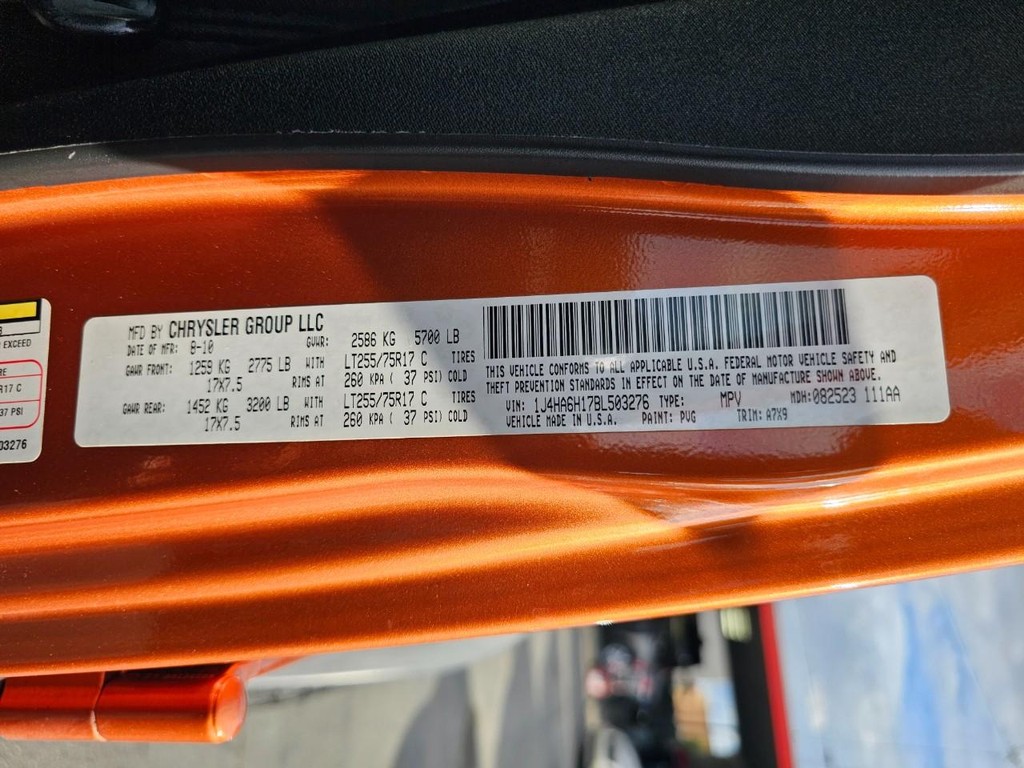 R
EXCEED
RE
R17 C
37 PSI
03276
MFD BY CHRYSLER GROUP LLC
DATE OF MFR: 8-10 GVWR: 2586 KG 5700 LB
GAWR FRONT: 1259 KG 2775 LB WITH LT255/75R17 C TIRES
17X7.5 RIMS AT 260 KPA ( 37 PSI) COLD
GAWR REAR: 1452 KG 3200 LB WITH LT255/75R17 C TIRES
17X7.5 RIMS AT 260 KPA ( 37 PSI) COLD
THIS VEHICLE CONFORMS TO ALL APPLICABLE U.S.A. FEDERAL MOTOR VEHICLE SAFETY AND
THEFT PREVENTION STANDARDS IN EFFECT ON THE DATE OF MANUFACTURE SHOWN ABOVE.
VIN: 1J4HA6H17BL503276 TYPE: MPV MDH:082523 111AA
VEHICLE MADE IN U.S.A. PAINT: PVG TRIM: A7X9